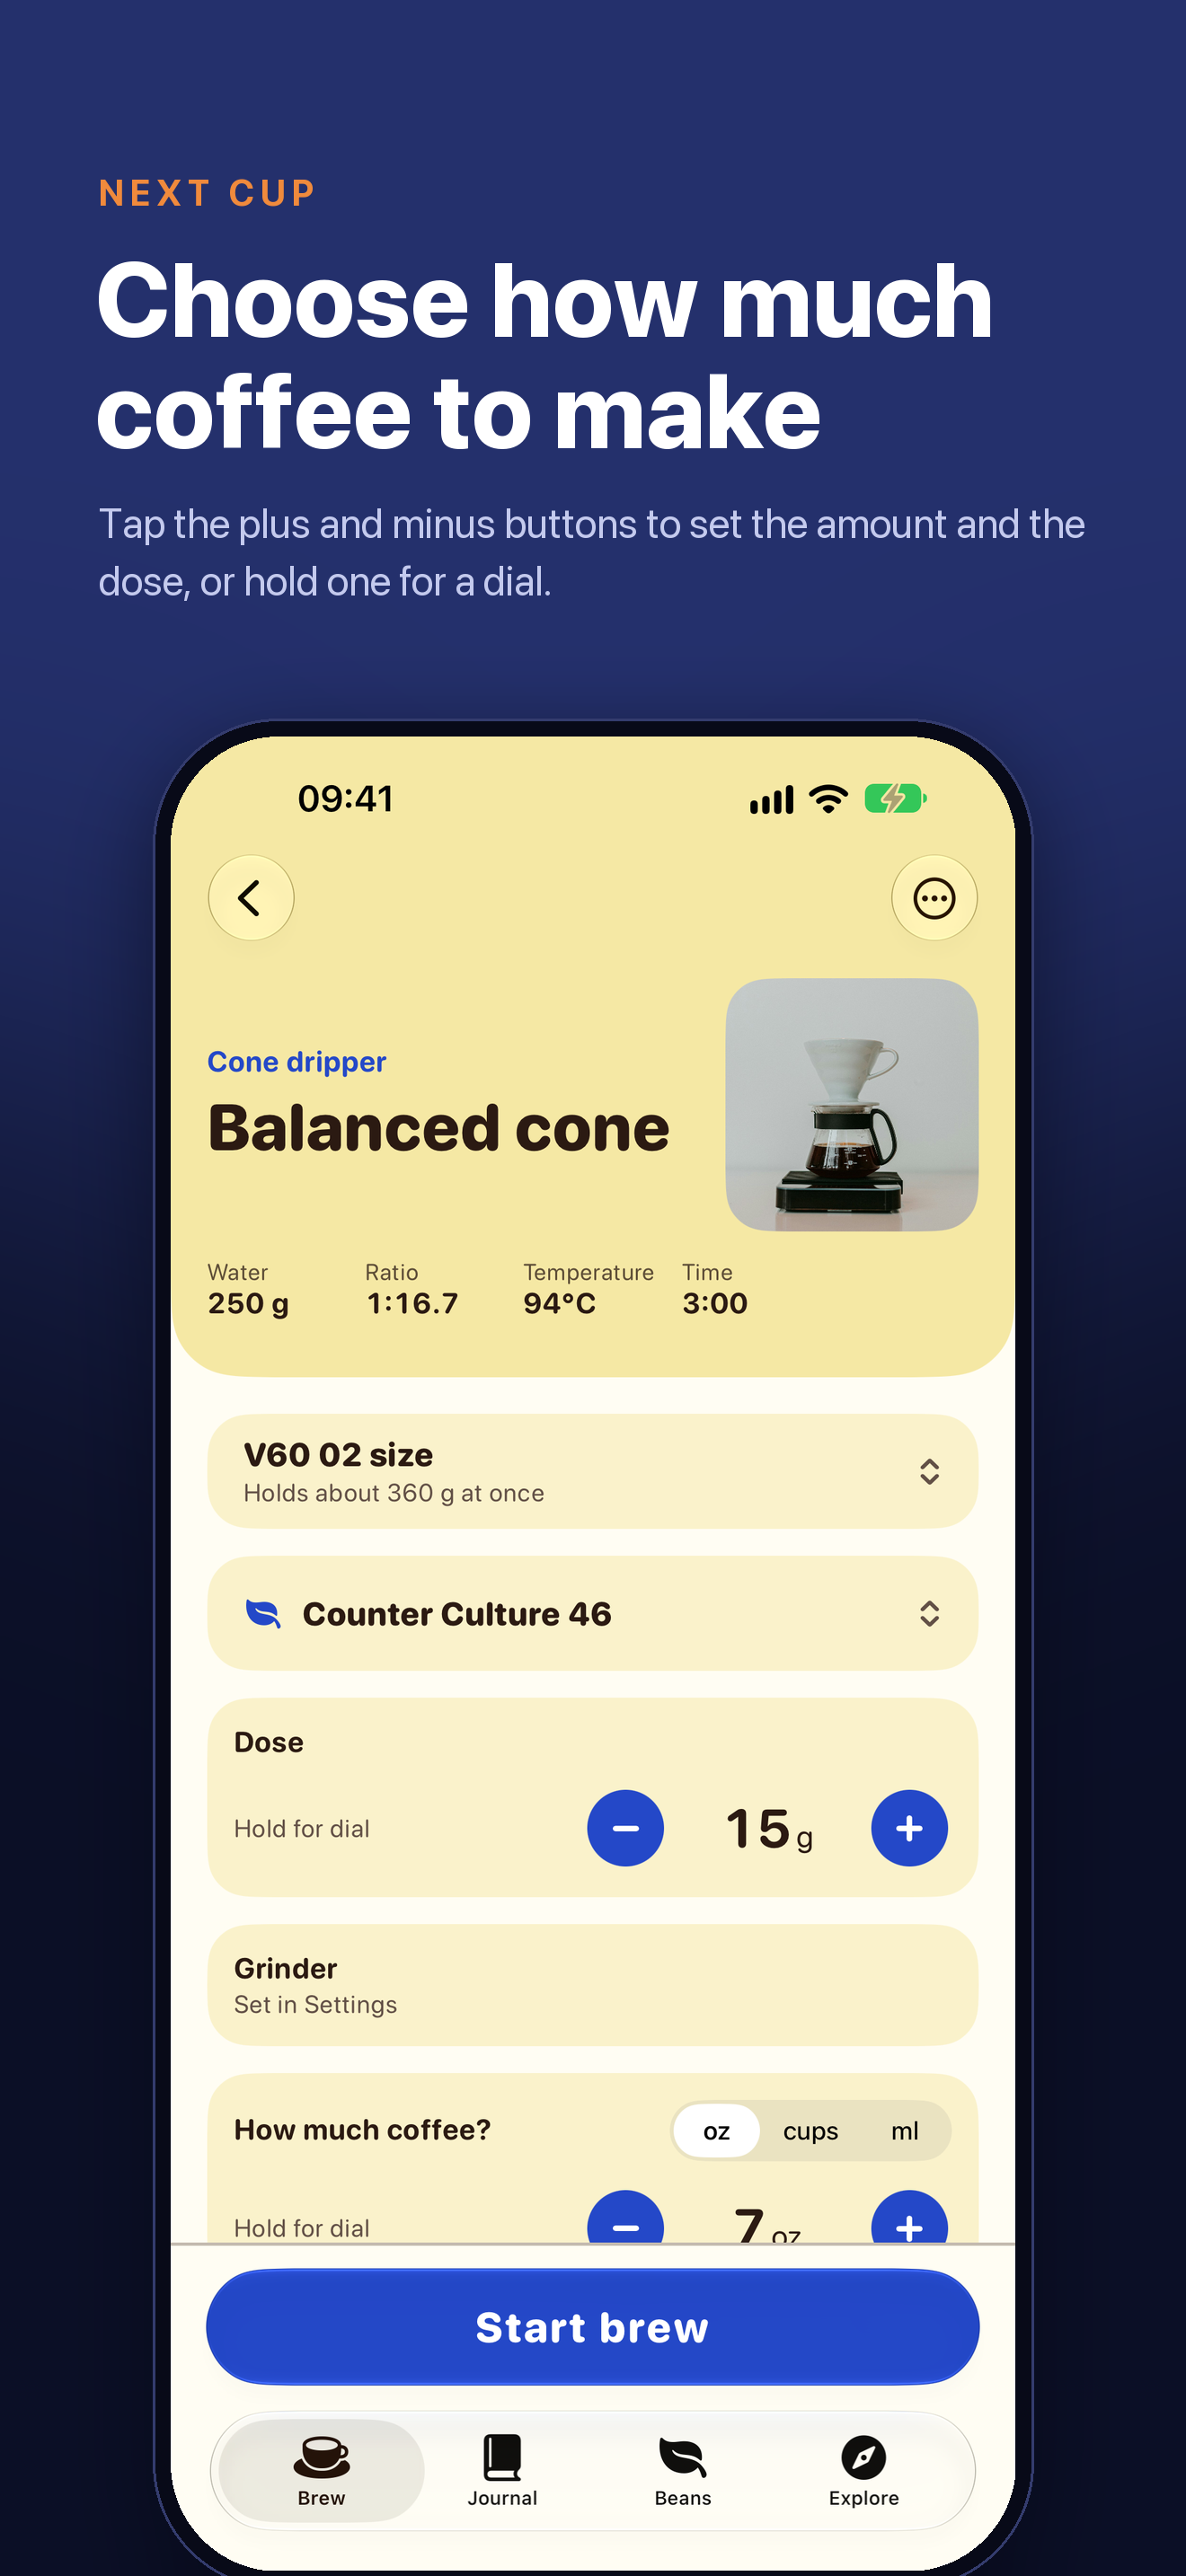 NEXT CUP
Choose how much
coffee to make
Tap the plus and minus buttons to set the amount and the
dose, or hold one for a dial.
09:41
Cone dripper
Balanced cone
Water Ratio Temperature Time
250 g 1:16.7 94°C 3:00
V60 02 size
Holds about 360 g at once
Counter Culture 46
Dose
Hold for dial − 15 g +
Grinder
Set in Settings
How much coffee? oz cups ml
Hold for dial − 7 oz +
Start brew
Brew Journal Beans Explore